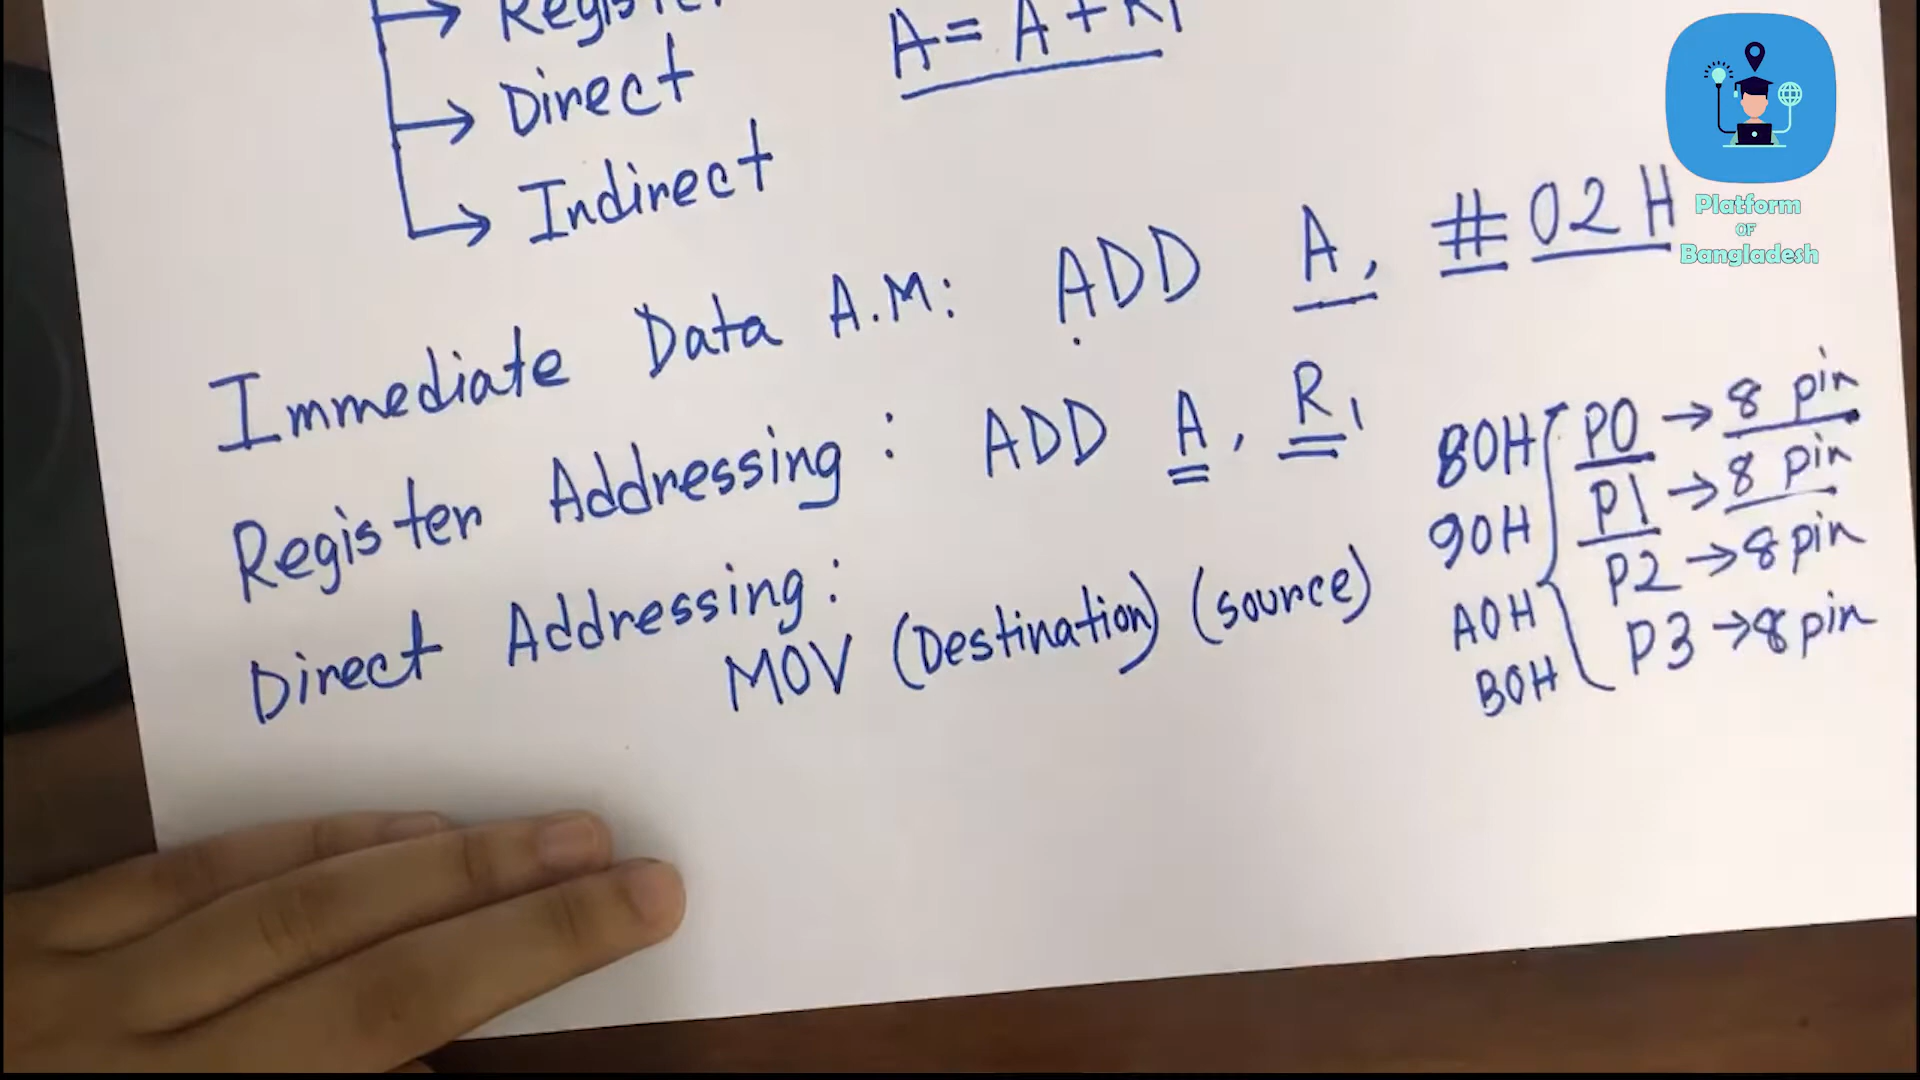 → Register
A = A + R1
→ Direct
→ Indirect
Immediate Data A.M: ADD A, # 02H
Register Addressing: ADD A, R1
Direct Addressing:
MOV (Destination) (source)
80H P0 → 8 pin
90H P1 → 8 pin
A0H P2 → 8 pin
B0H P3 → 8 pin
Platform
OF
Bangladesh